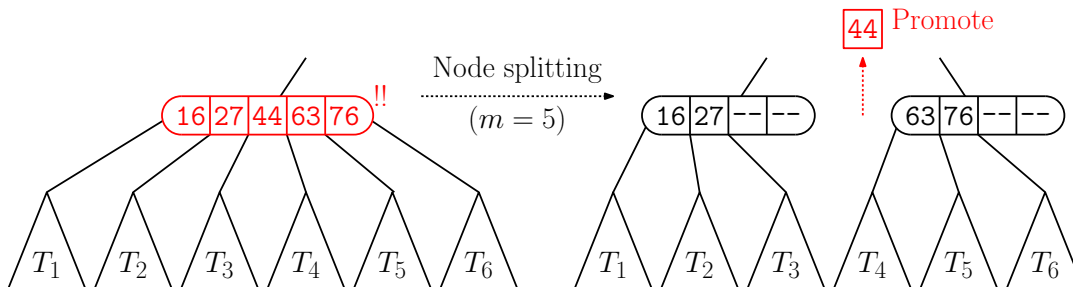 44 Promote
Node splitting
!!
16 27 44 63 76
(m = 5)
16 27 -- --
63 76 -- --
T1 T2 T3 T4 T5 T6
T1 T2 T3 T4 T5 T6